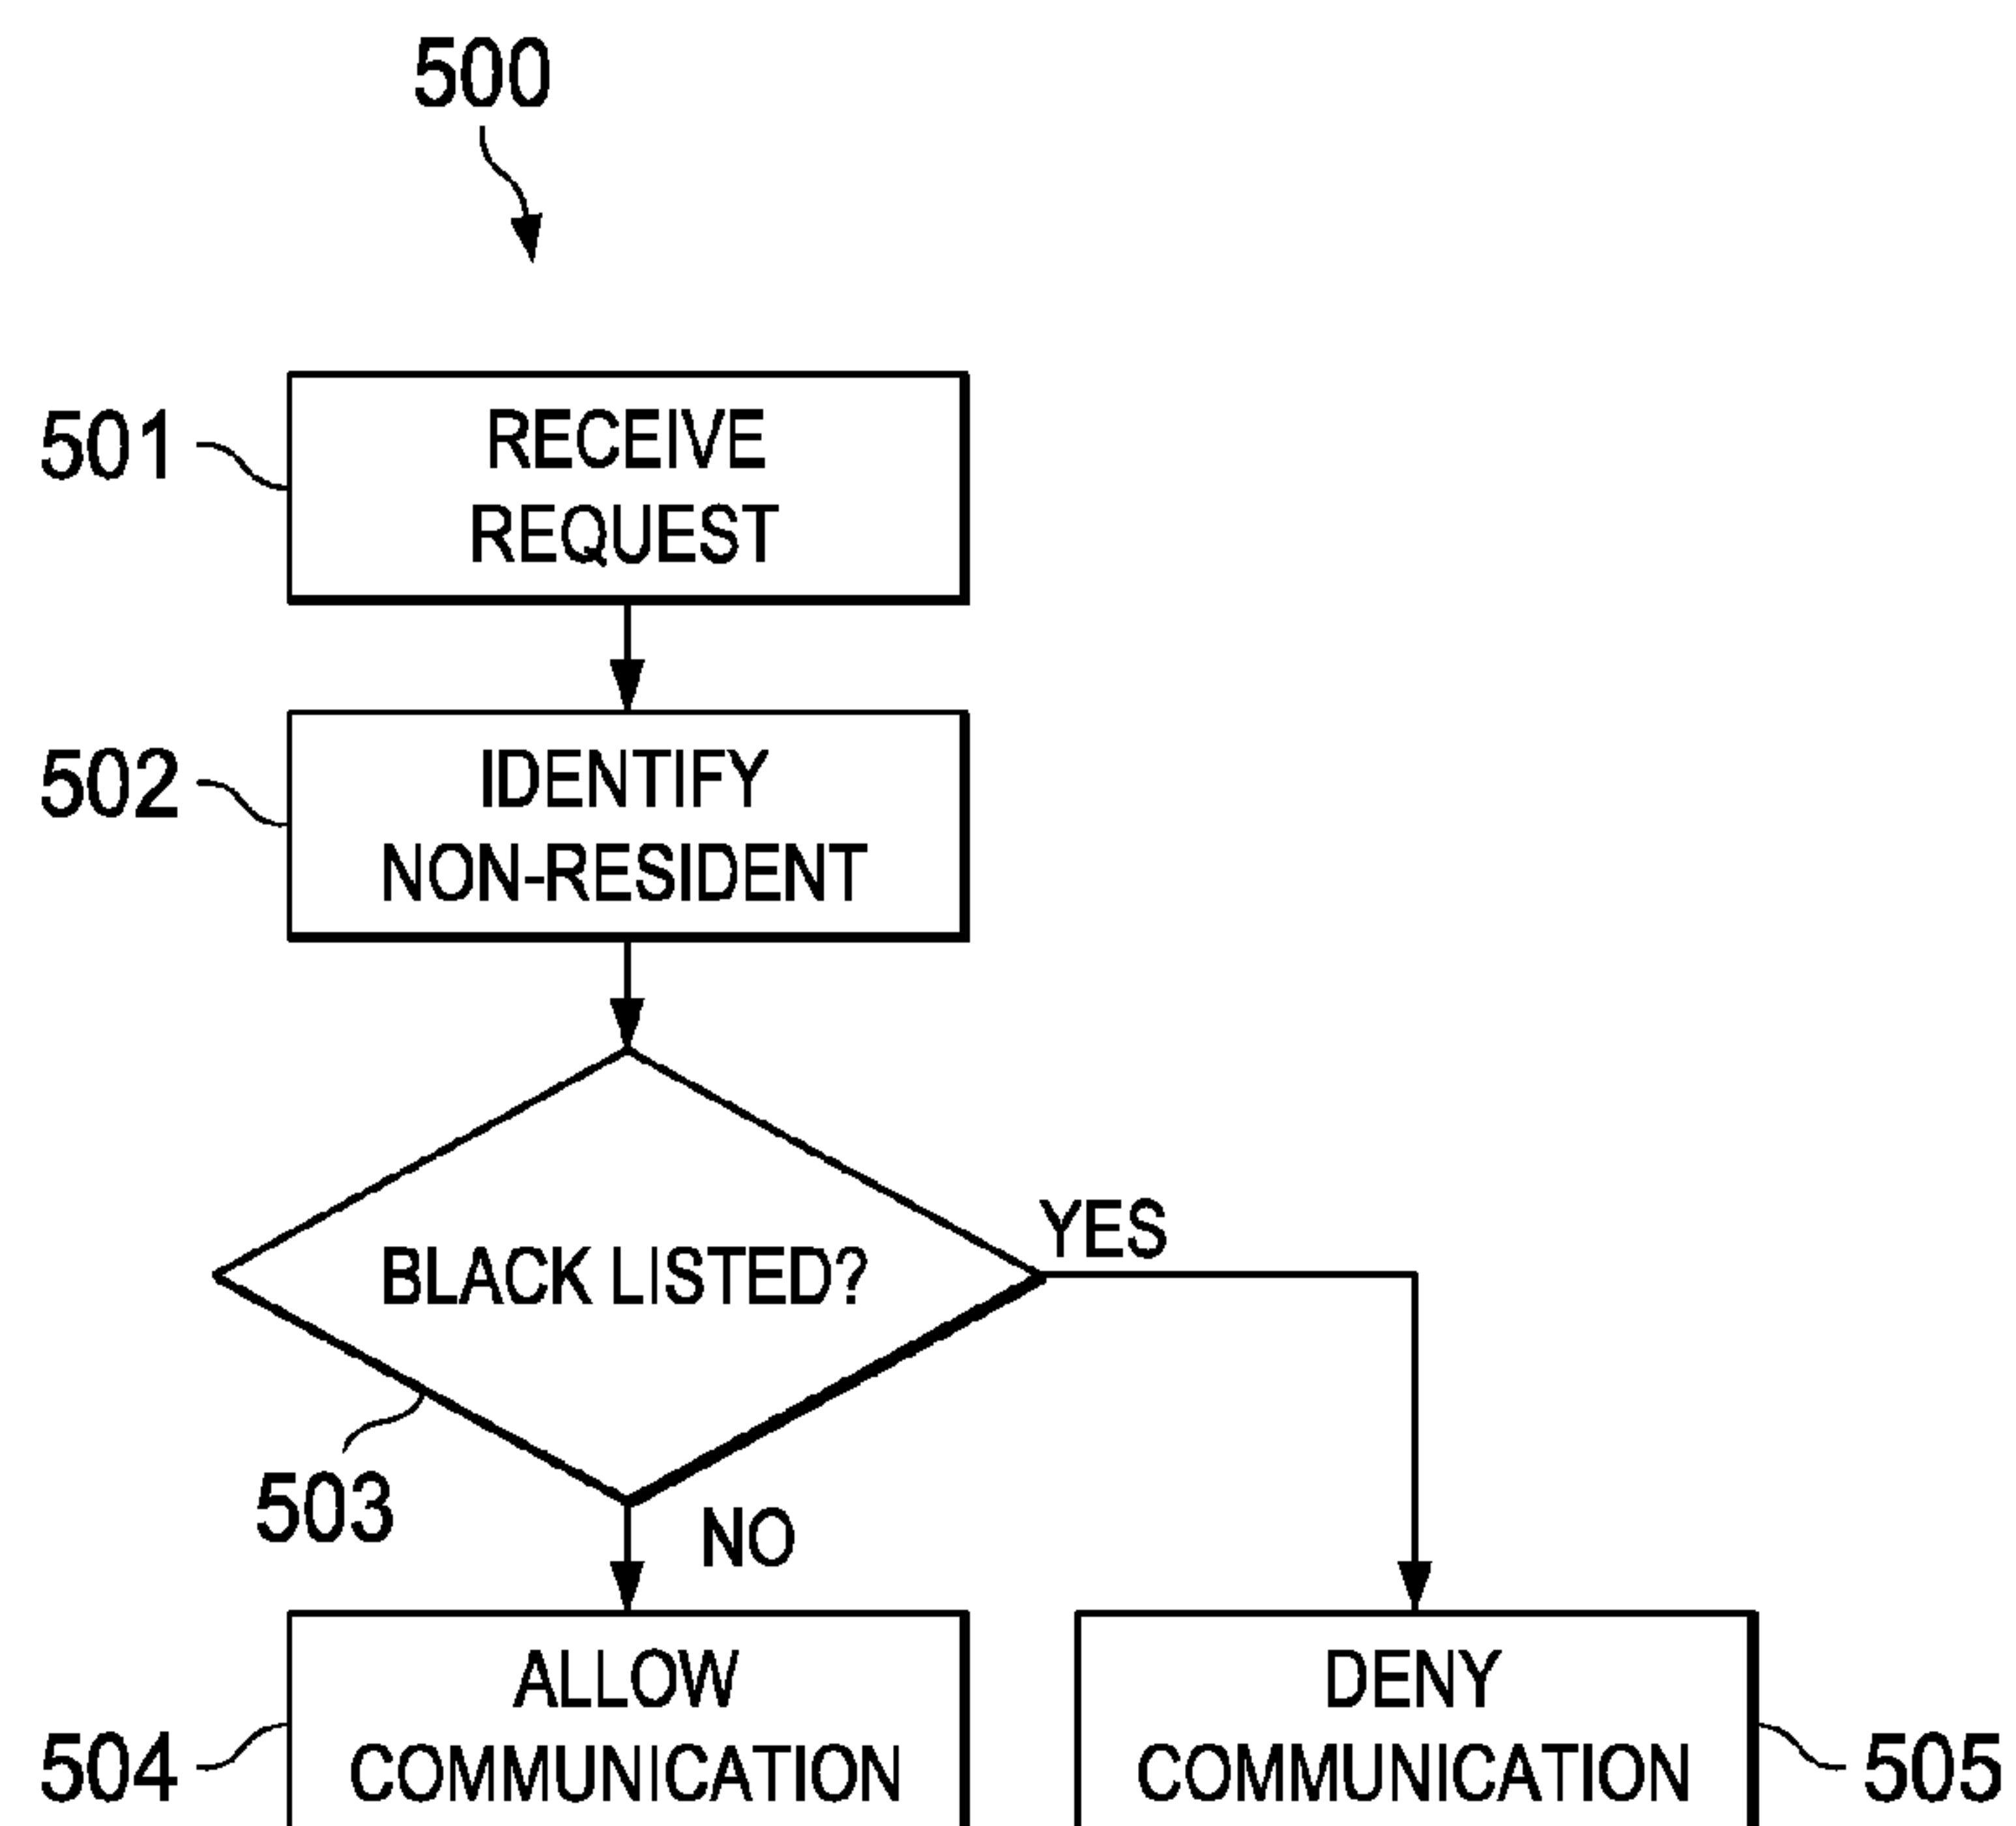 500
501
RECEIVE
REQUEST
502
IDENTIFY
NON-RESIDENT
BLACK LISTED?
YES
503
NO
504
ALLOW
COMMUNICATION
DENY
COMMUNICATION
505